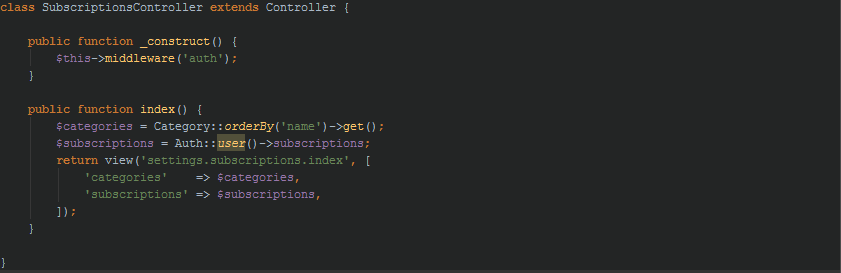 class SubscriptionsController extends Controller {
public function _construct() {
$this->middleware('auth');
}
public function index() {
$categories = Category::orderBy('name')->get();
$subscriptions = Auth::user()->subscriptions;
return view('settings.subscriptions.index', [
'categories' => $categories,
'subscriptions' => $subscriptions,
]);
}
}